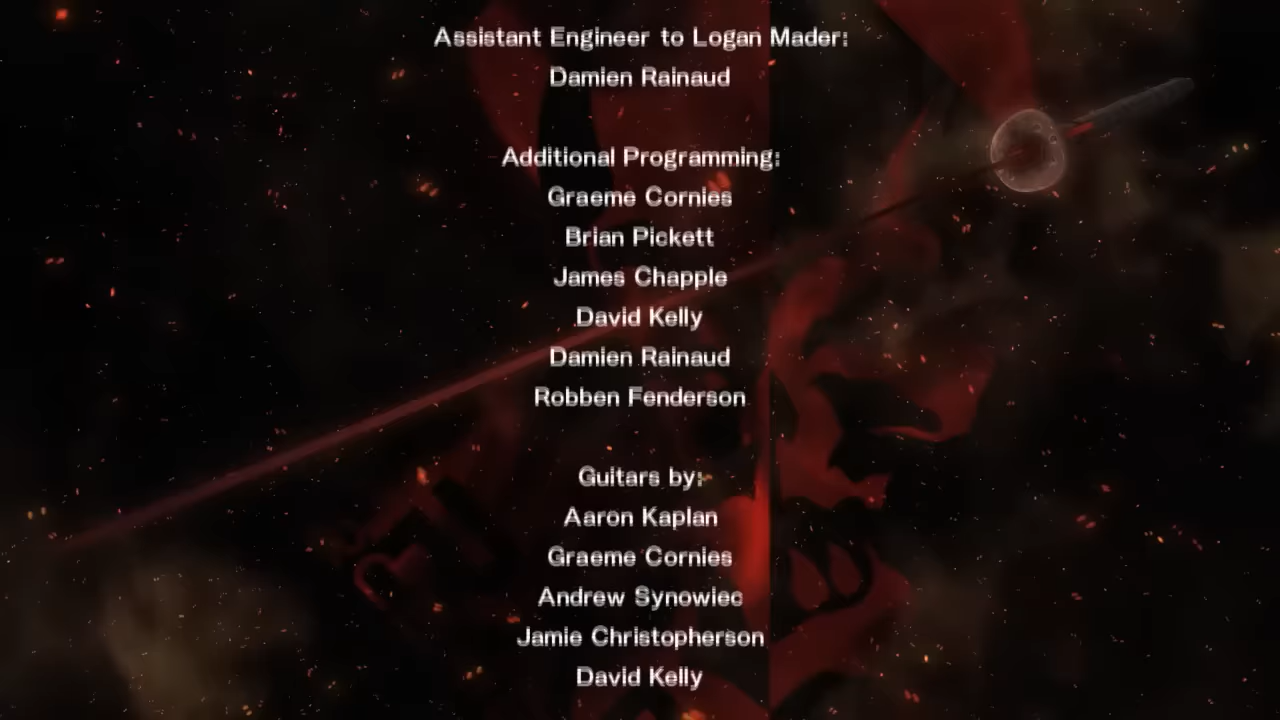 Assistant Engineer to Logan Mader:
Damien Rainaud
Additional Programming:
Graeme Cornies
Brian Pickett
James Chapple
David Kelly
Damien Rainaud
Robben Fenderson
Guitars by:
Aaron Kaplan
Graeme Cornies
Andrew Synowiec
Jamie Christopherson
David Kelly